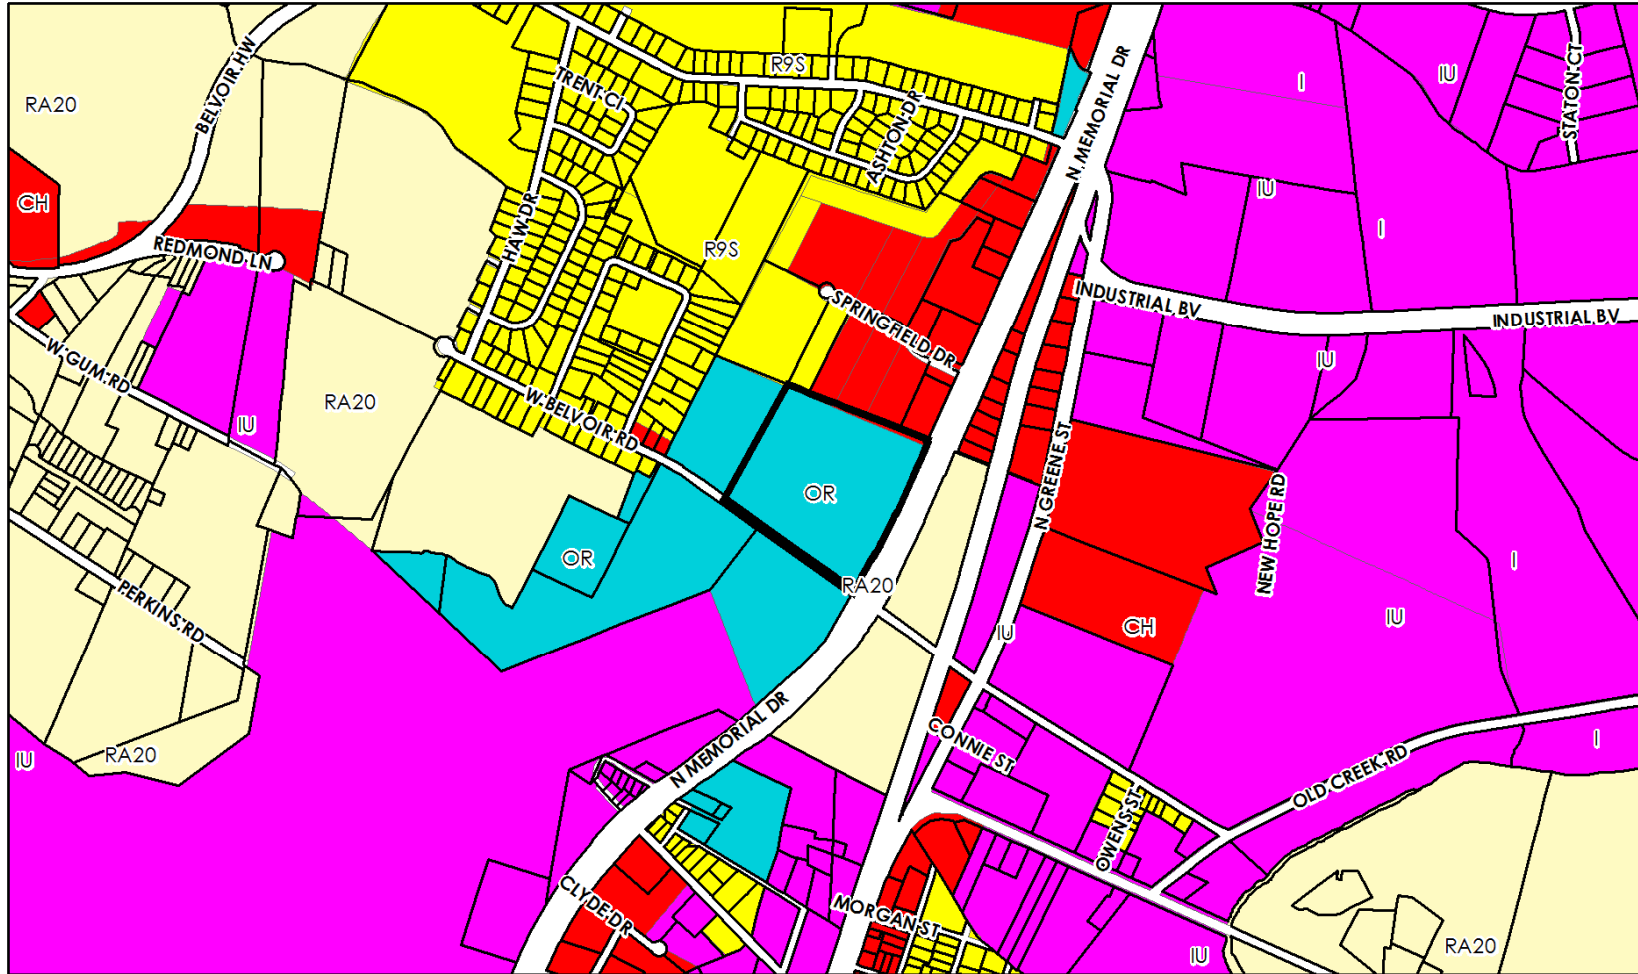 BELVOIR HW
RA20
CH
REDMOND LN
TRENT CI
R9S
ASHTON DR
N MEMORIAL DR
I
IU
STATON CT
HAW DR
R9S
IU
I
SPRINGFIELD DR
INDUSTRIAL BV
INDUSTRIAL BV
IU
W GUM RD
RA20
IU
W BELVOIR RD
OR
OR
N GREENE ST
NEW HOPE RD
I
RA20
PERKINS RD
IU
CH
IU
RA20
IU
N MEMORIAL DR
CONNIE ST
OLD CREEK RD
I
OWENS ST
CLYDE DR
MORGAN ST
IU
RA20